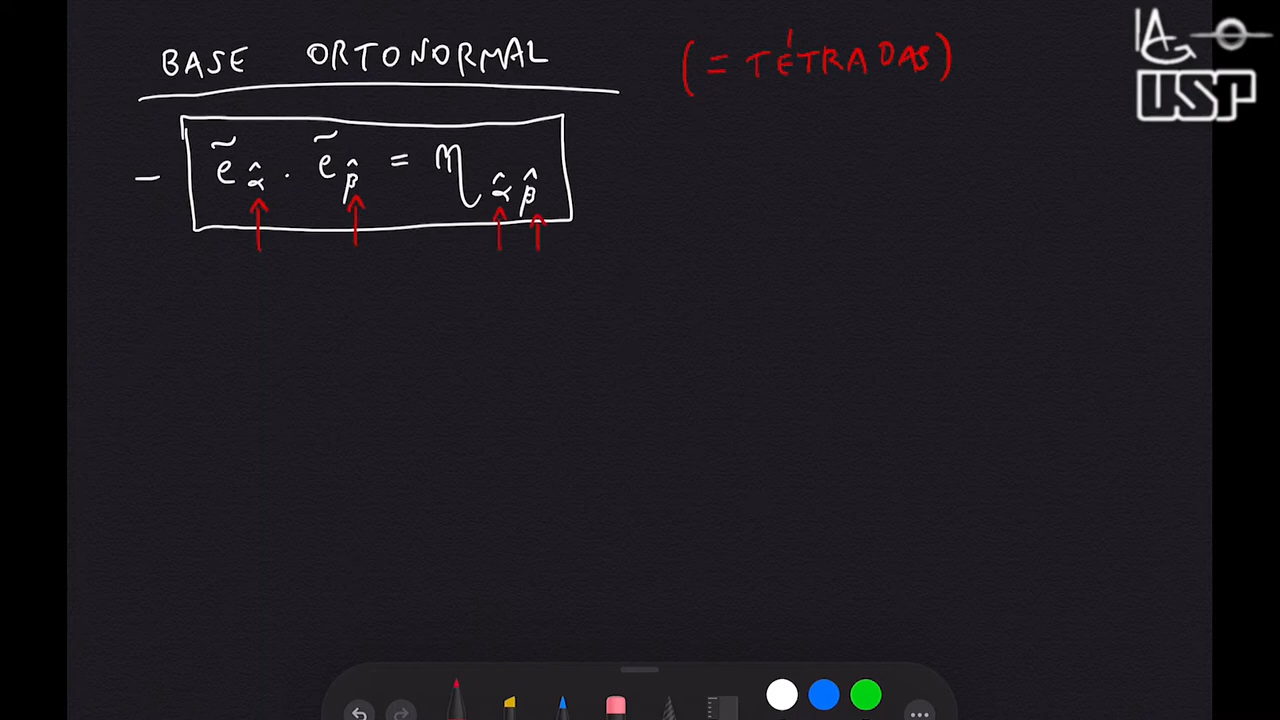 BASE ORTONORMAL (= TÉTRADAS)
- ẽ_α̂ . ẽ_β̂ = η_α̂β̂
IAG
USP